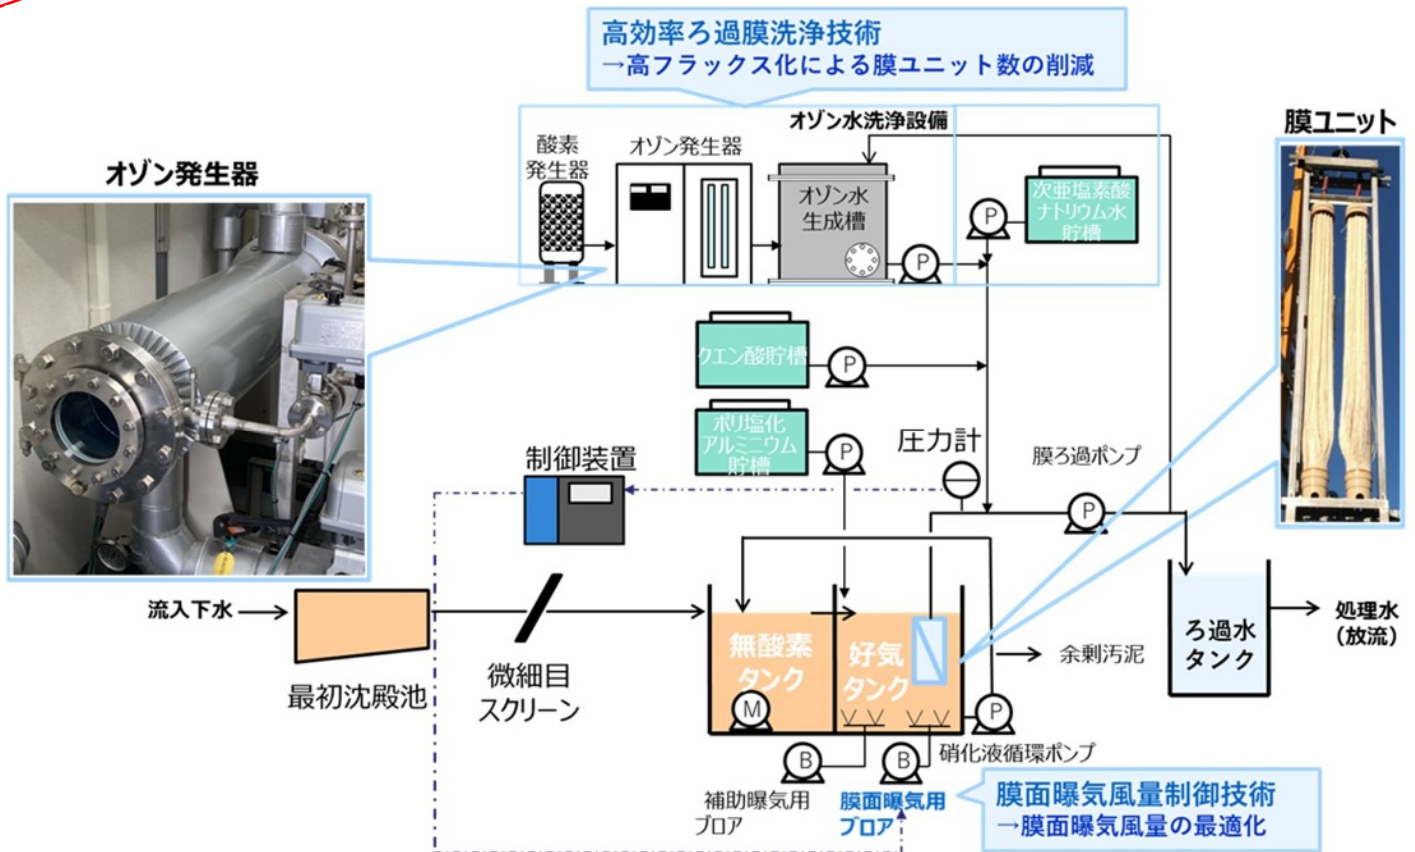 高効率ろ過膜洗浄技術
→高フラックス化による膜ユニット数の削減
オゾン水洗浄設備
膜ユニット
酸素
発生器
オゾン発生器
オゾン発生器
オゾン水
生成槽
P
次亜塩素酸
ナトリウム水
貯槽
P
クエン酸貯槽
P
ポリ塩化
アルミニウム
貯槽
P
圧力計
膜ろ過ポンプ
制御装置
P
流入下水
無酸素
タンク
好気
タンク
余剰汚泥
ろ過水
タンク
処理水
（放流）
最初沈殿池
微細目
スクリーン
M
P
硝化液循環ポンプ
B
B
補助曝気用
ブロア
膜面曝気用
ブロア
膜面曝気風量制御技術
→膜面曝気風量の最適化